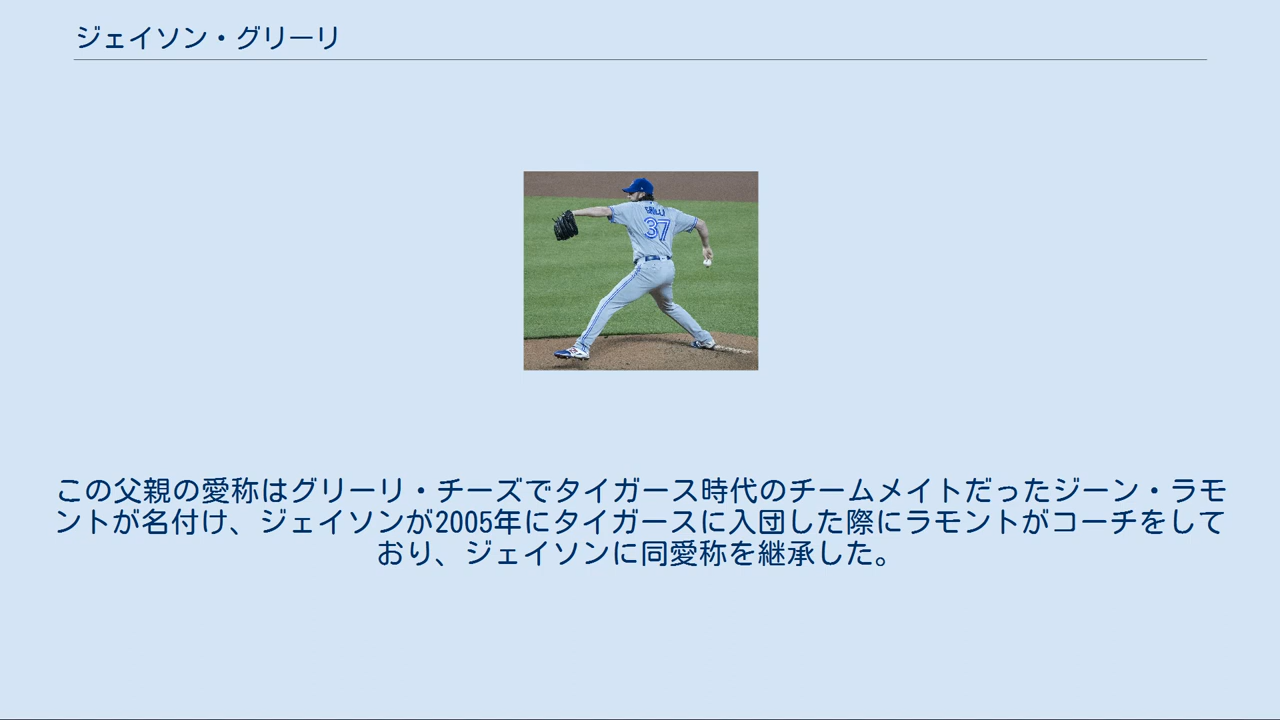 ジェイソン・グリーリ
GRILLI
37
この父親の愛称はグリーリ・チーズでタイガース時代のチームメイトだったジーン・ラモ
ントが名付け、ジェイソンが2005年にタイガースに入団した際にラモントがコーチをして
おり、ジェイソンに同愛称を継承した。